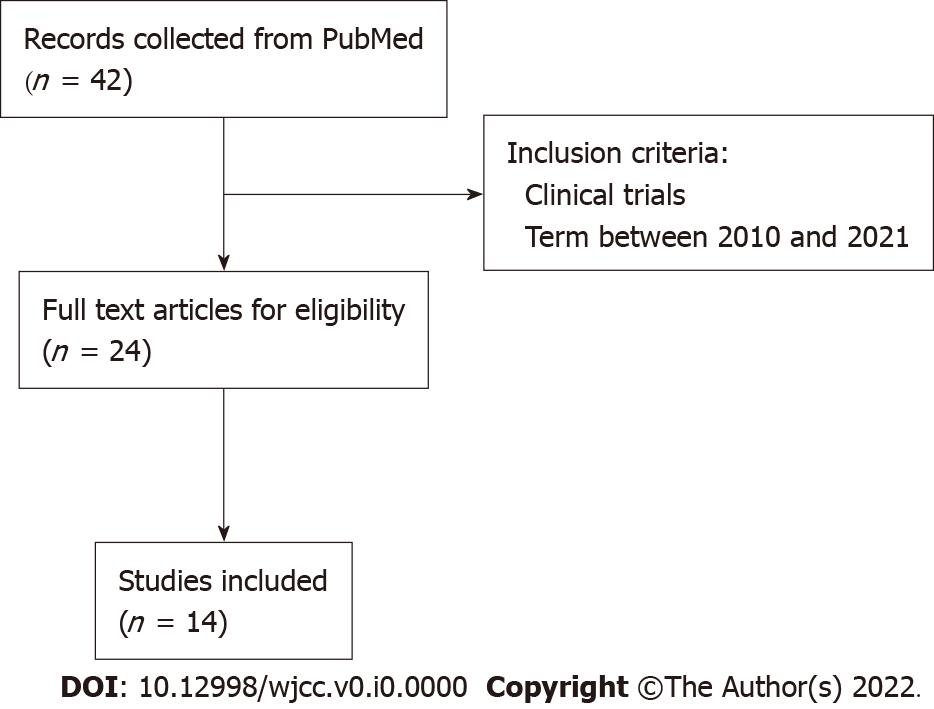 Records collected from PubMed
(n = 42)
Inclusion criteria:
Clinical trials
Term between 2010 and 2021
Full text articles for eligibility
(n = 24)
Studies included
(n = 14)
DOI: 10.12998/wjcc.v0.i0.0000 Copyright ©The Author(s) 2022.